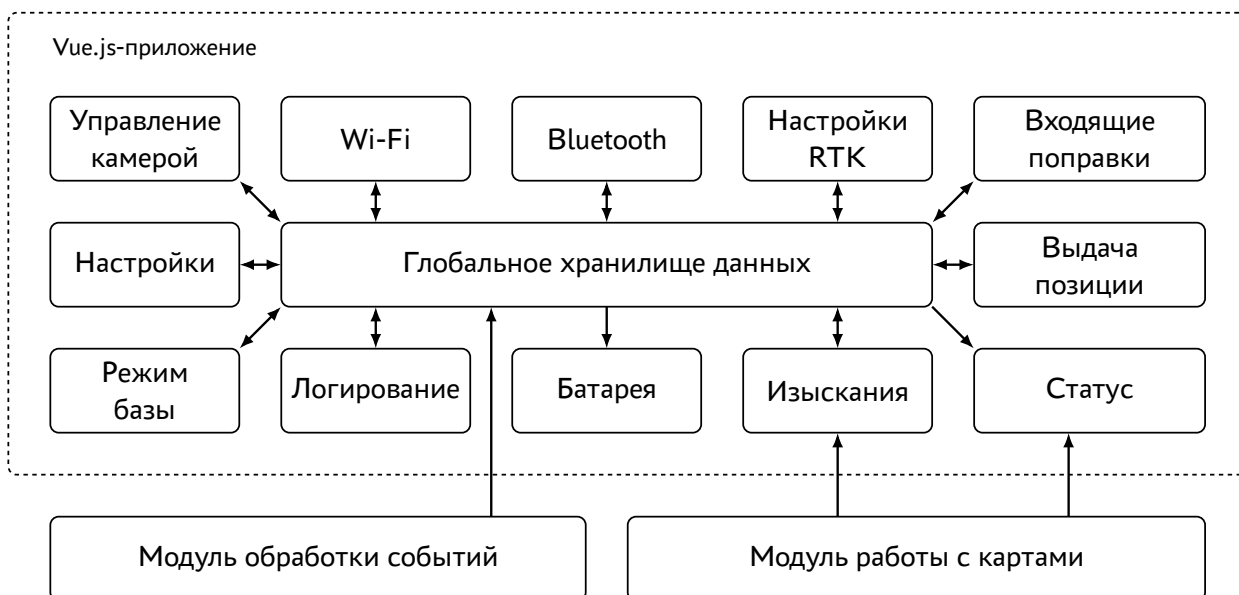 Vue.js-приложение
Управление
камерой
Wi-Fi
Bluetooth
Настройки
RTK
Входящие
поправки
Настройки
Глобальное хранилище данных
Выдача
позиции
Режим
базы
Логирование
Батарея
Изыскания
Статус
Модуль обработки событий
Модуль работы с картами